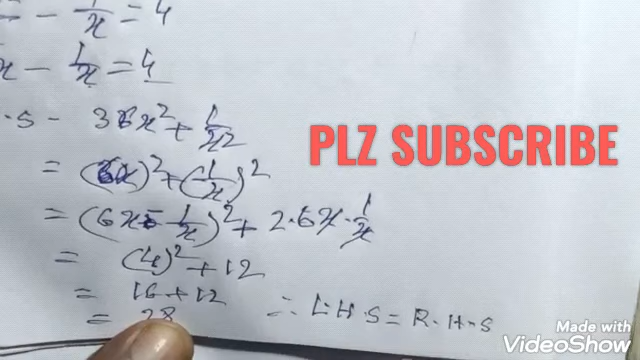 - 1/x = 4
x - 1/x = 4
.S - 36x² + 1/x²
PLZ SUBSCRIBE
= (6x)² + (1/x)²
= (6x - 1/x)² + 2·6x·1/x
= (4)² + 12
= 16 + 12
= 28 ∴ L.H.S = R.H.S
Made with
VideoShow